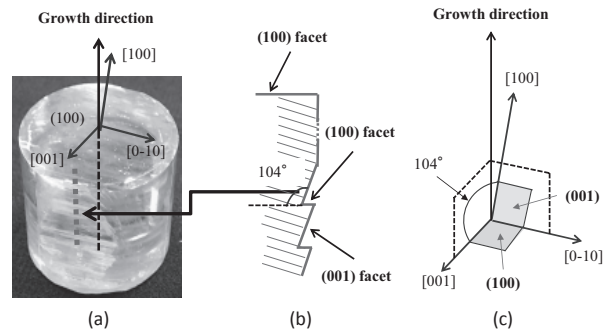 Growth direction
[100]
(100)
[001]
[0-10]
(a)
(100) facet
(100) facet
104°
(001) facet
(b)
(c)
Growth direction
[100]
104°
(001)
[0-10]
[001]
(100)